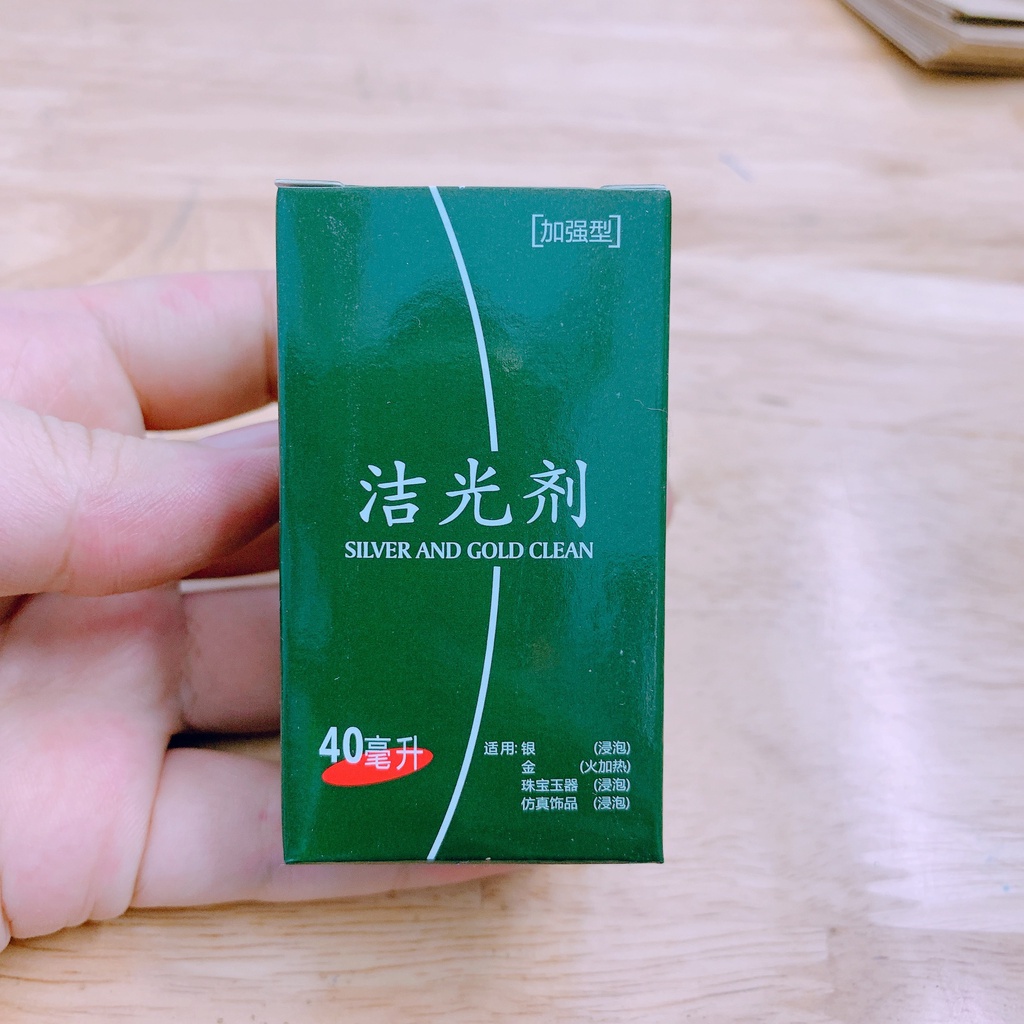 [加强型]
洁光剂
SILVER AND GOLD CLEAN
40毫升
适用: 银 (浸泡)
金 (火加热)
珠宝玉器 (浸泡)
仿真饰品 (浸泡)